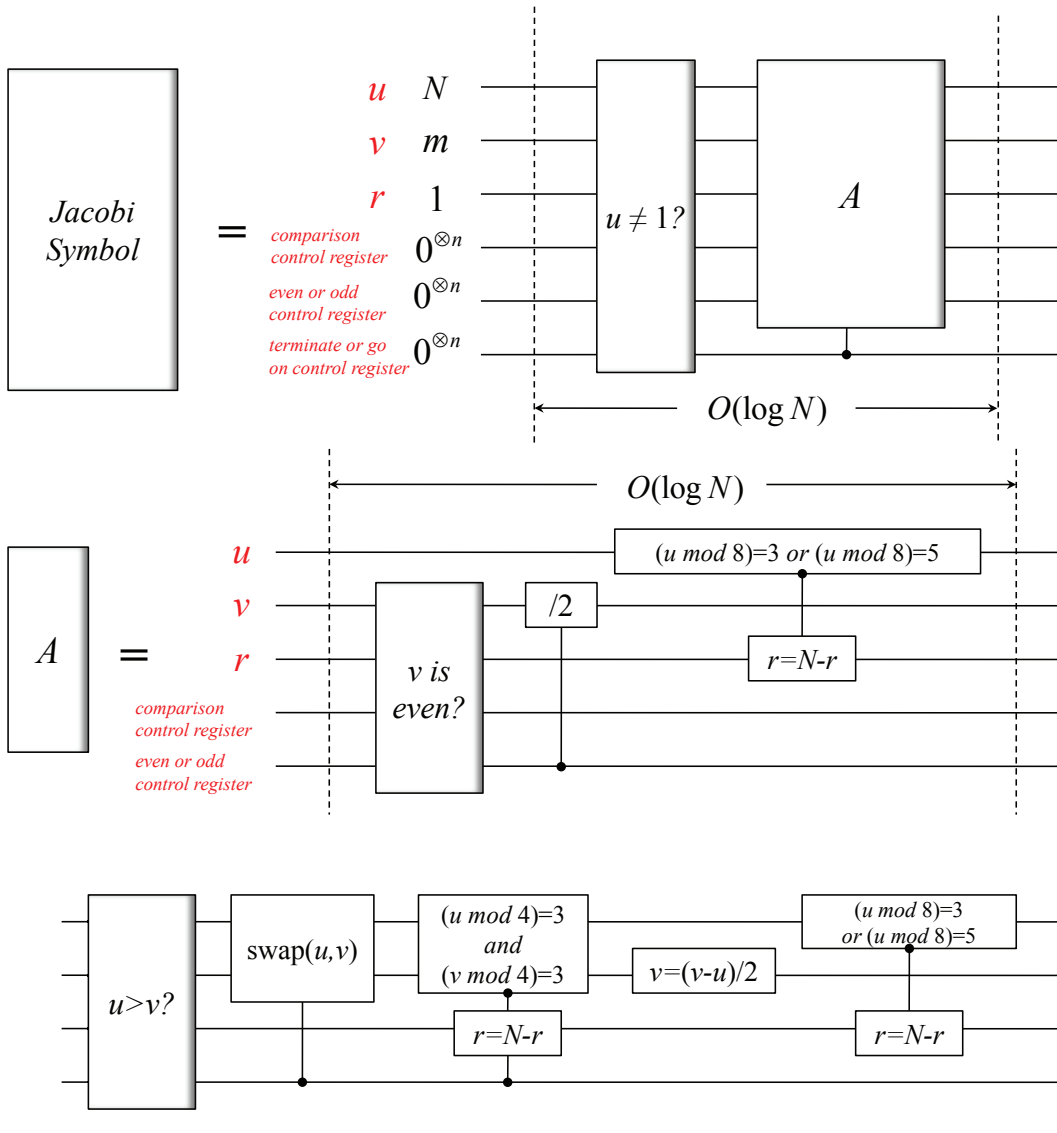 Jacobi
Symbol
=
u N
v m
r 1
comparison
control register
0⊗n
even or odd
control register
0⊗n
terminate or go
on control register
0⊗n
u ≠ 1?
A
O(log N)
O(log N)
A
=
u
v
r
comparison
control register
even or odd
control register
v is
even?
/2
(u mod 8)=3 or (u mod 8)=5
r=N-r
u>v?
swap(u,v)
(u mod 4)=3
and
(v mod 4)=3
r=N-r
v=(v-u)/2
(u mod 8)=3
or (u mod 8)=5
r=N-r